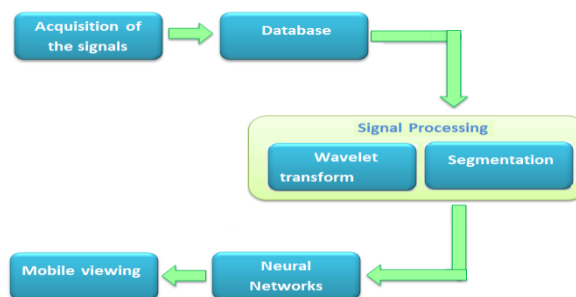 Acquisition of
the signals
Database
Signal Processing
Wavelet
transform
Segmentation
Mobile viewing
Neural
Networks